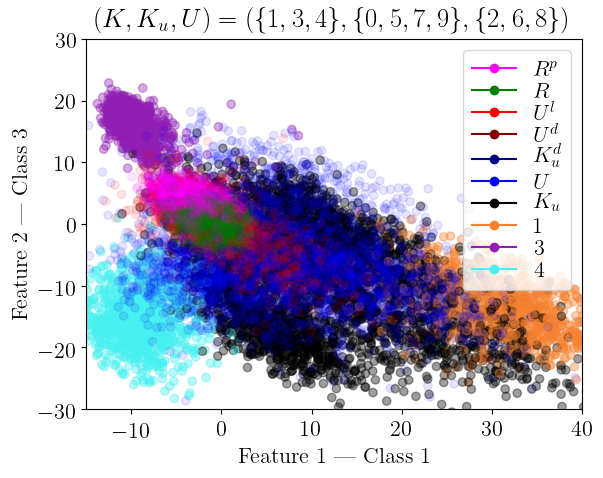 (K, K_u, U) = ({1, 3, 4}, {0, 5, 7, 9}, {2, 6, 8})
30
20
10
0
−10
−20
−30
Feature 2 — Class 3
R^p
R
U^l
U^d
K_u^d
U
K_u
1
3
4
−10
0
10
20
30
40
Feature 1 — Class 1